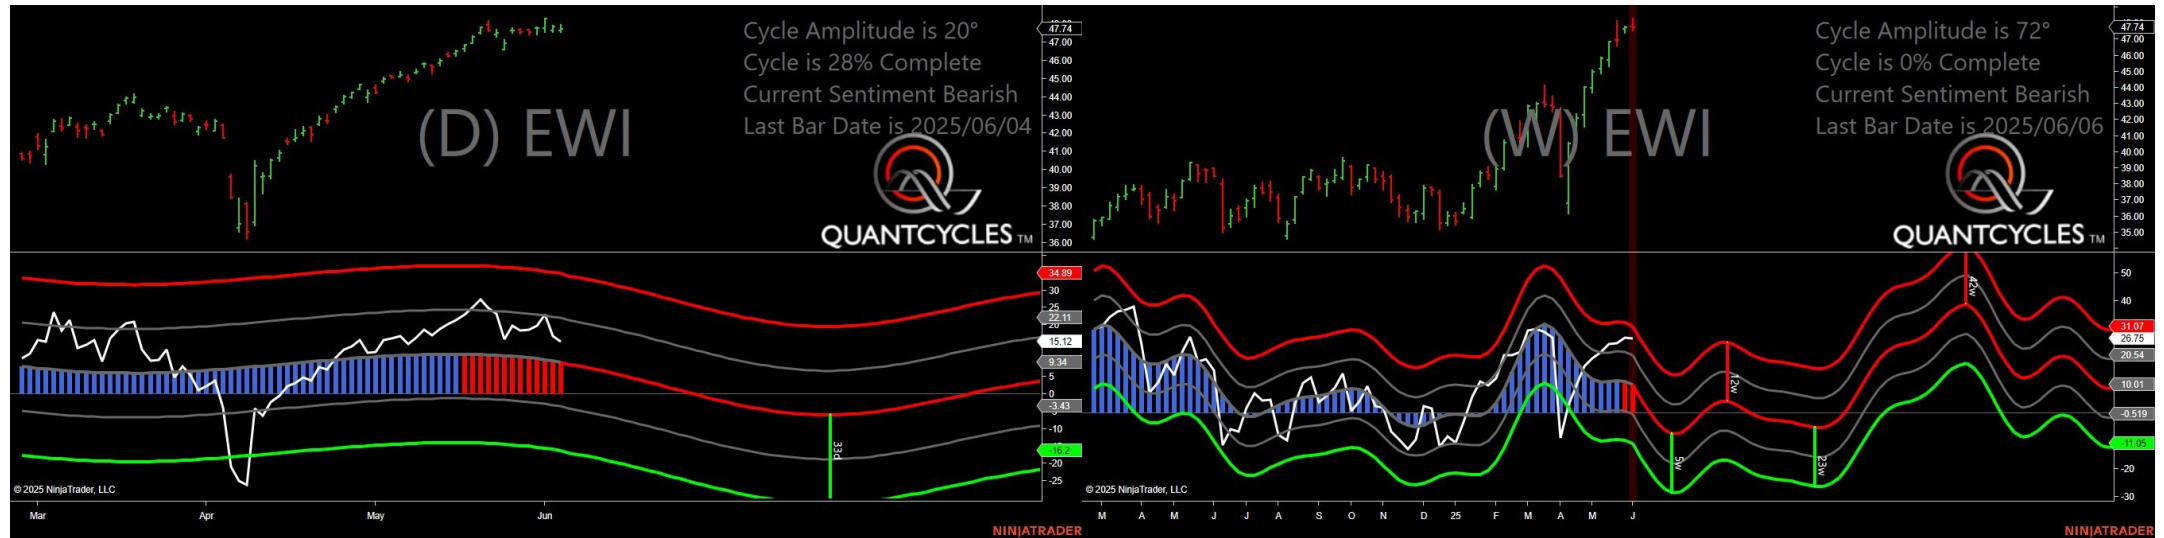 Cycle Amplitude is 20°
Cycle is 28% Complete
Current Sentiment Bearish
Last Bar Date is 2025/06/04
(D) EWI
QUANTCYCLES TM
47.74
47.00
46.00
45.00
44.00
43.00
42.00
41.00
40.00
39.00
38.00
37.00
36.00
34.89
30
25
22.11
20
15.12
9.34
5
0
-3.43
-10
-16.2
-20
-25
33d
© 2025 NinjaTrader, LLC
Mar Apr May Jun
NINJATRADER
Cycle Amplitude is 72°
Cycle is 0% Complete
Current Sentiment Bearish
Last Bar Date is 2025/06/06
(W) EWI
QUANTCYCLES TM
47.74
47.00
46.00
45.00
44.00
43.00
42.00
41.00
40.00
39.00
38.00
37.00
36.00
35.00
50
40
31.07
26.75
20.54
10.01
-0.519
-11.05
-20
-30
42w
12w
5w
23w
© 2025 NinjaTrader, LLC
M A M J J A S O N D 25 F M A M J
NINJATRADER